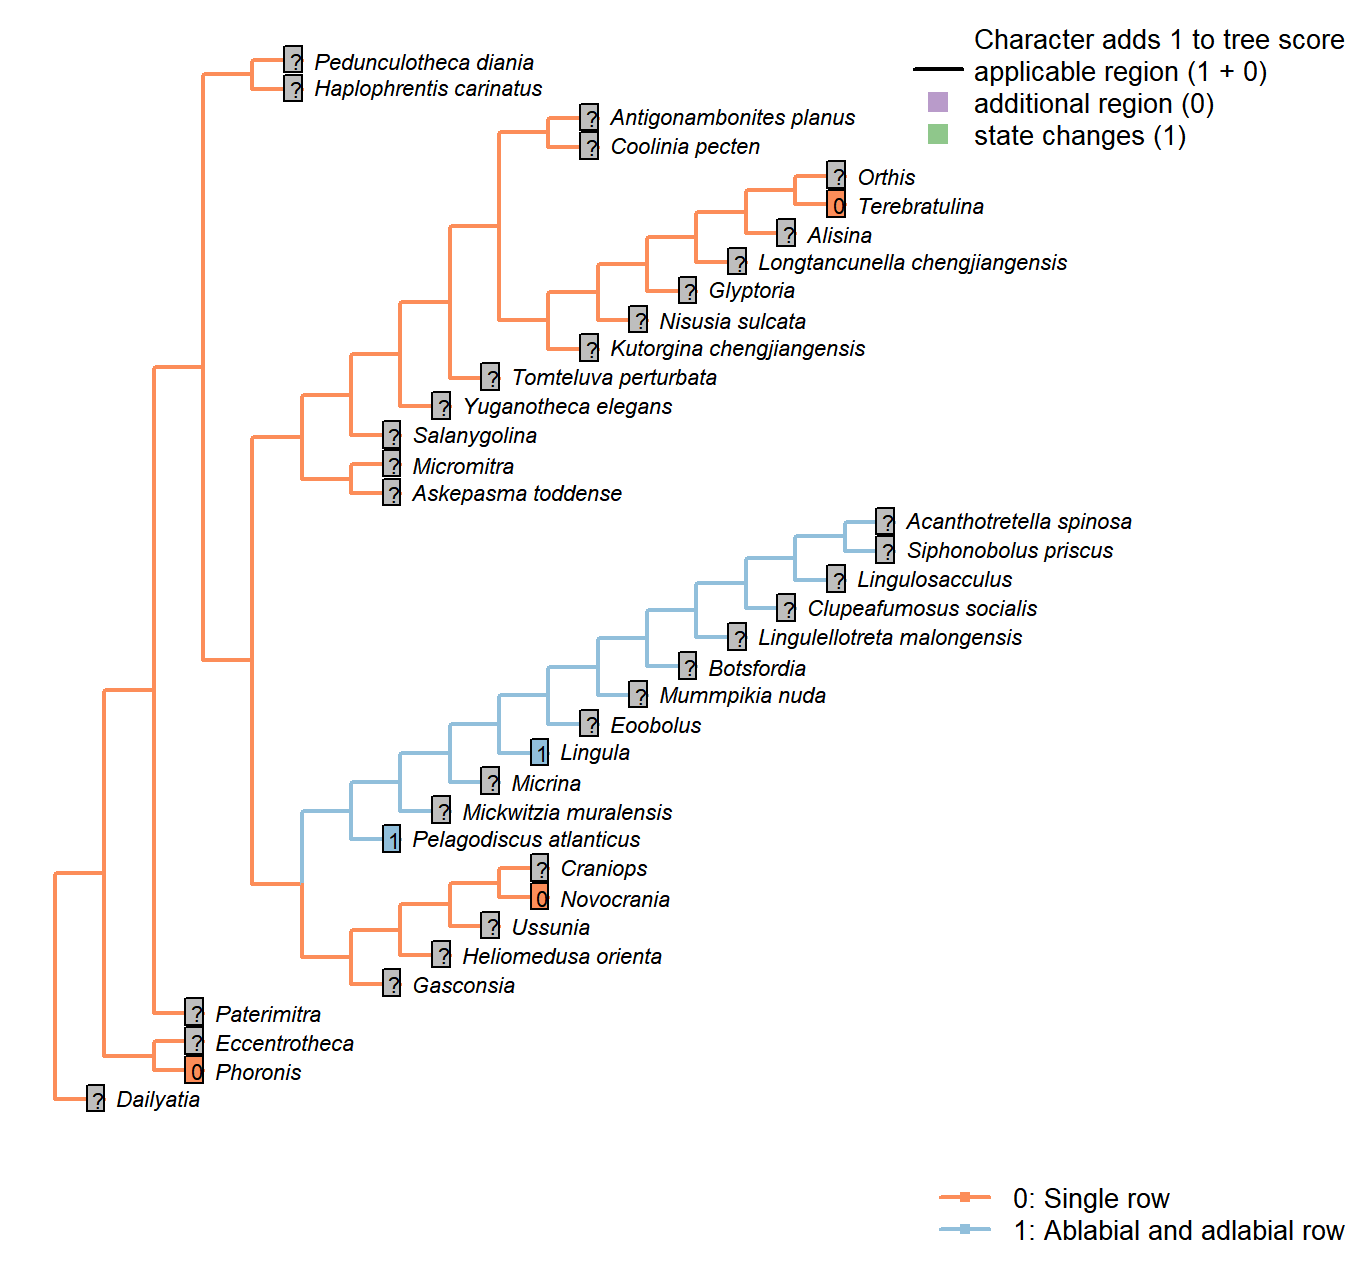 Character adds 1 to tree score
applicable region (1 + 0)
additional region (0)
state changes (1)
? Pedunculotheca diania
? Haplophrentis carinatus
? Antigonambonites planus
? Coolinia pecten
? Orthis
0 Terebratulina
? Alisina
? Longtancunella chengjiangensis
? Glyptoria
? Nisusia sulcata
? Kutorgina chengjiangensis
? Tomteluva perturbata
? Yuganotheca elegans
? Salanygolina
? Micromitra
? Askepasma toddense
? Acanthotretella spinosa
? Siphonobolus priscus
? Lingulosacculus
? Clupeafumosus socialis
? Lingulellotreta malongensis
? Botsfordia
? Mummpikia nuda
? Eoobolus
1 Lingula
? Micrina
? Mickwitzia muralensis
1 Pelagodiscus atlanticus
? Craniops
0 Novocrania
? Ussunia
? Heliomedusa orienta
? Gasconsia
? Paterimitra
? Eccentrotheca
0 Phoronis
? Dailyatia
0: Single row
1: Ablabial and adlabial row